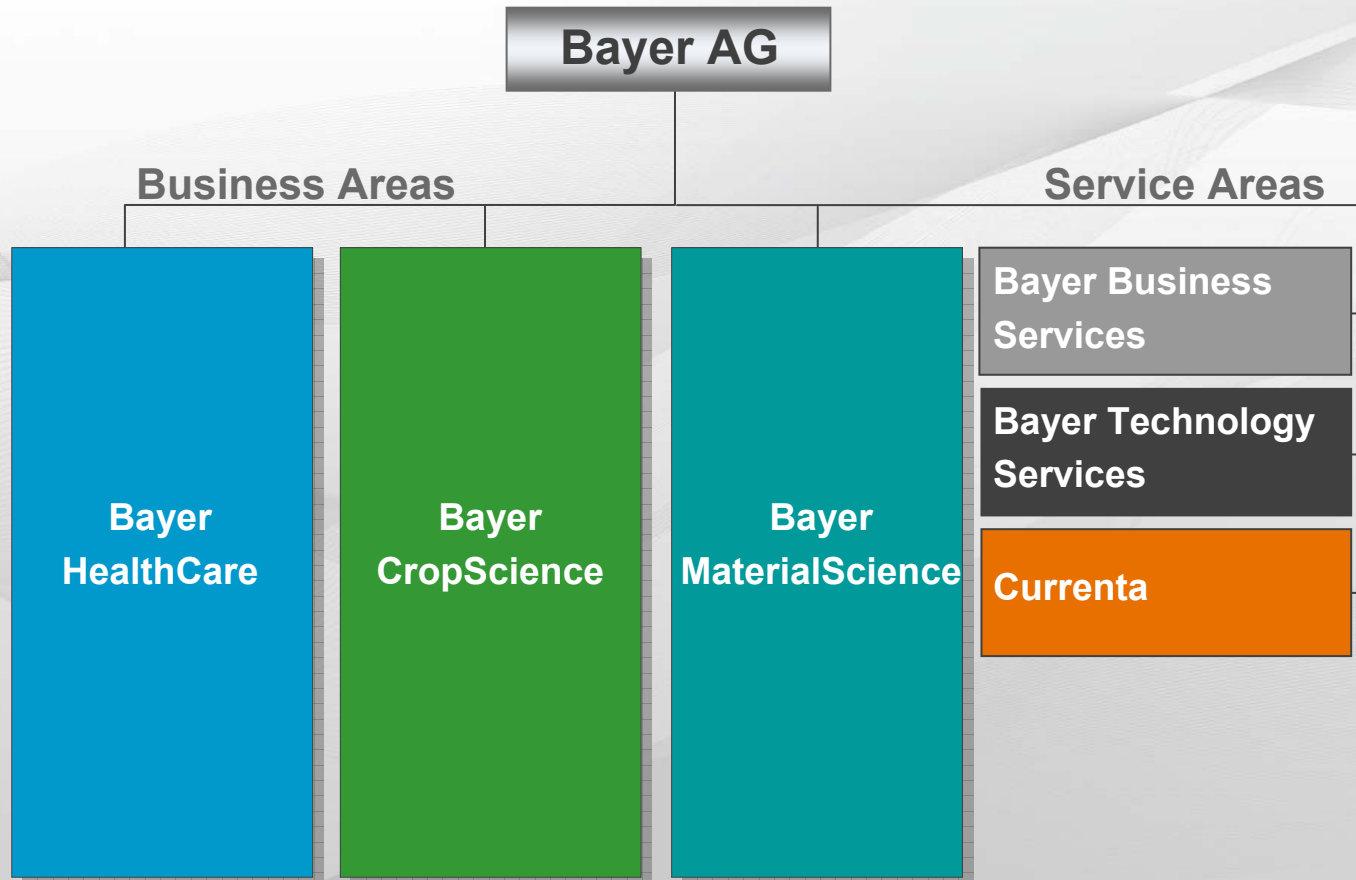 Bayer AG
Business Areas
Service Areas
Bayer
HealthCare
Bayer
CropScience
Bayer
MaterialScience
Bayer Business
Services
Bayer Technology
Services
Currenta